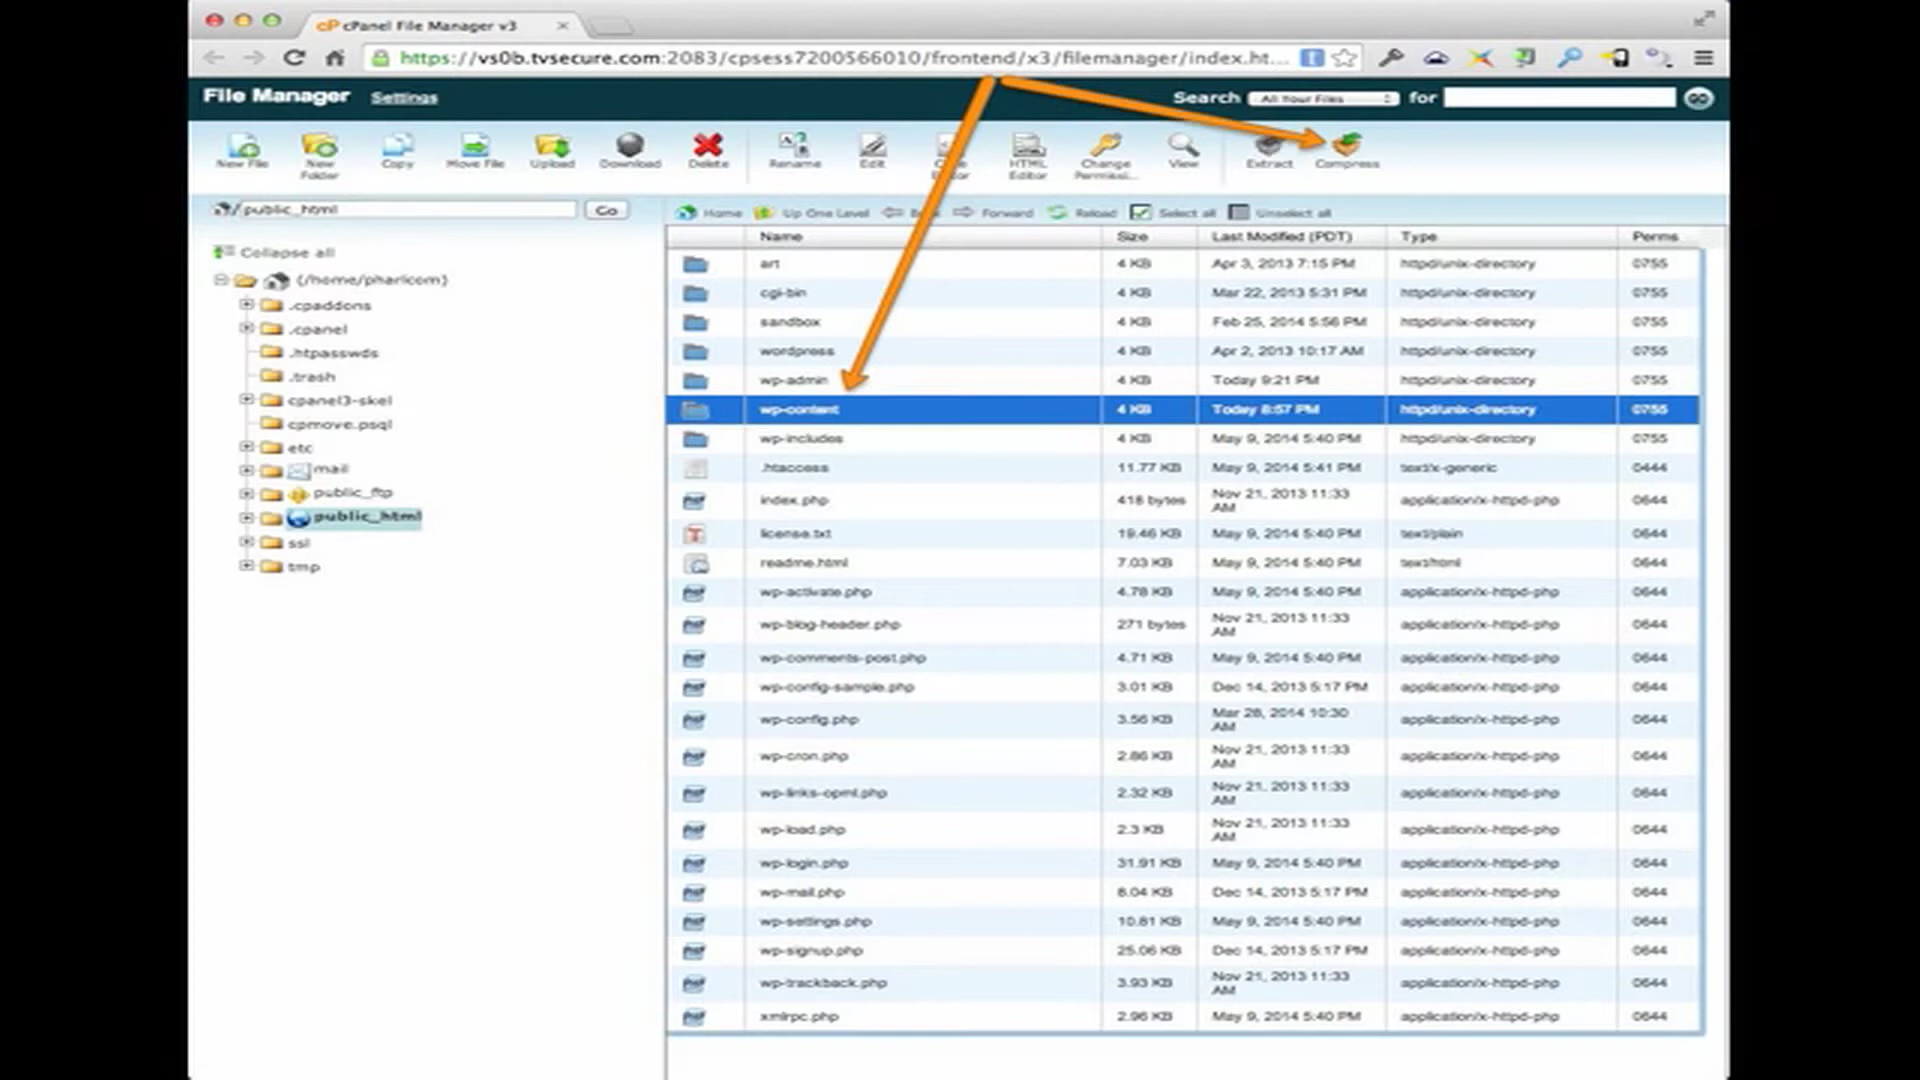 cPanel File Manager v3
https://vs0b.tvsecure.com:2083/cpsess7200566010/frontend/x3/filemanager/index.ht...
File Manager Settings Search All Your Files for GO
New File New Folder Copy Move File Upload Download Delete Rename Edit HTML Editor Change Permissi... View Extract Compress
/public_html Go
Home Up One Level Forward Reload Select all Unselect all
Collapse all
(/home/pharicom)
.cpaddons
.cpanel
.htpasswds
.trash
cpanel3-skel
cpmove.psql
etc
mail
public_ftp
public_html
ssl
tmp
Name Size Last Modified (PDT) Type Perms
art 4 KB Apr 3, 2013 7:15 PM httpd/unix-directory 0755
cgi-bin 4 KB Mar 22, 2013 5:31 PM httpd/unix-directory 0755
sandbox 4 KB Feb 25, 2014 5:56 PM httpd/unix-directory 0755
wordpress 4 KB Apr 2, 2013 10:17 AM httpd/unix-directory 0755
wp-admin 4 KB Today 9:21 PM httpd/unix-directory 0755
wp-content 4 KB Today 8:57 PM httpd/unix-directory 0755
wp-includes 4 KB May 9, 2014 5:40 PM httpd/unix-directory 0755
.htaccess 11.77 KB May 9, 2014 5:41 PM text/x-generic 0444
index.php 418 bytes Nov 21, 2013 11:33 AM application/x-httpd-php 0644
license.txt 19.46 KB May 9, 2014 5:40 PM text/plain 0644
readme.html 7.03 KB May 9, 2014 5:40 PM text/html 0644
wp-activate.php 4.78 KB May 9, 2014 5:40 PM application/x-httpd-php 0644
wp-blog-header.php 271 bytes Nov 21, 2013 11:33 AM application/x-httpd-php 0644
wp-comments-post.php 4.71 KB May 9, 2014 5:40 PM application/x-httpd-php 0644
wp-config-sample.php 3.01 KB Dec 14, 2013 5:17 PM application/x-httpd-php 0644
wp-config.php 3.56 KB Mar 28, 2014 10:30 AM application/x-httpd-php 0644
wp-cron.php 2.86 KB Nov 21, 2013 11:33 AM application/x-httpd-php 0644
wp-links-opml.php 2.32 KB Nov 21, 2013 11:33 AM application/x-httpd-php 0644
wp-load.php 2.3 KB Nov 21, 2013 11:33 AM application/x-httpd-php 0644
wp-login.php 31.91 KB May 9, 2014 5:40 PM application/x-httpd-php 0644
wp-mail.php 8.04 KB Dec 14, 2013 5:17 PM application/x-httpd-php 0644
wp-settings.php 10.81 KB May 9, 2014 5:40 PM application/x-httpd-php 0644
wp-signup.php 25.06 KB Dec 14, 2013 5:17 PM application/x-httpd-php 0644
wp-trackback.php 3.93 KB Nov 21, 2013 11:33 AM application/x-httpd-php 0644
xmlrpc.php 2.96 KB May 9, 2014 5:40 PM application/x-httpd-php 0644